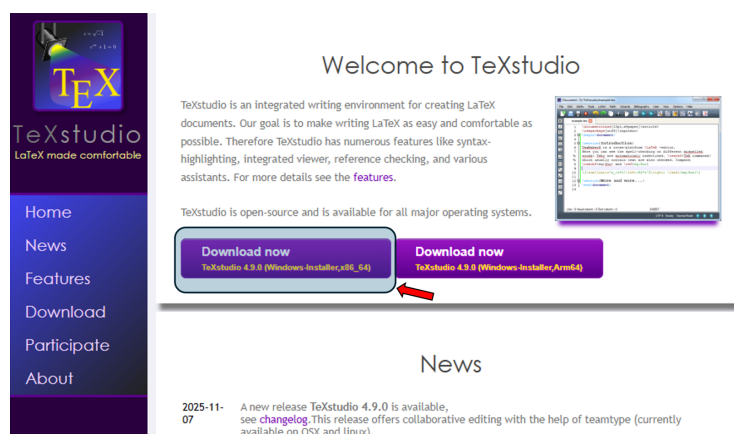 x = √-1
e^iπ + 1 = 0
TEX
TeXstudio
LaTeX made comfortable
Home
News
Features
Download
Participate
About
Welcome to TeXstudio
TeXstudio is an integrated writing environment for creating LaTeX
documents. Our goal is to make writing LaTeX as easy and comfortable as
possible. Therefore TeXstudio has numerous features like syntax-
highlighting, integrated viewer, reference checking, and various
assistants. For more details see the features.
TeXstudio is open-source and is available for all major operating systems.
Download now
TeXstudio 4.9.0 (Windows-Installer,x86_64)
Download now
TeXstudio 4.9.0 (Windows-Installer,Arm64)
News
2025-11-
07
A new release TeXstudio 4.9.0 is available,
see changelog.This release offers collaborative editing with the help of teamtype (currently
available on OSX and linux).